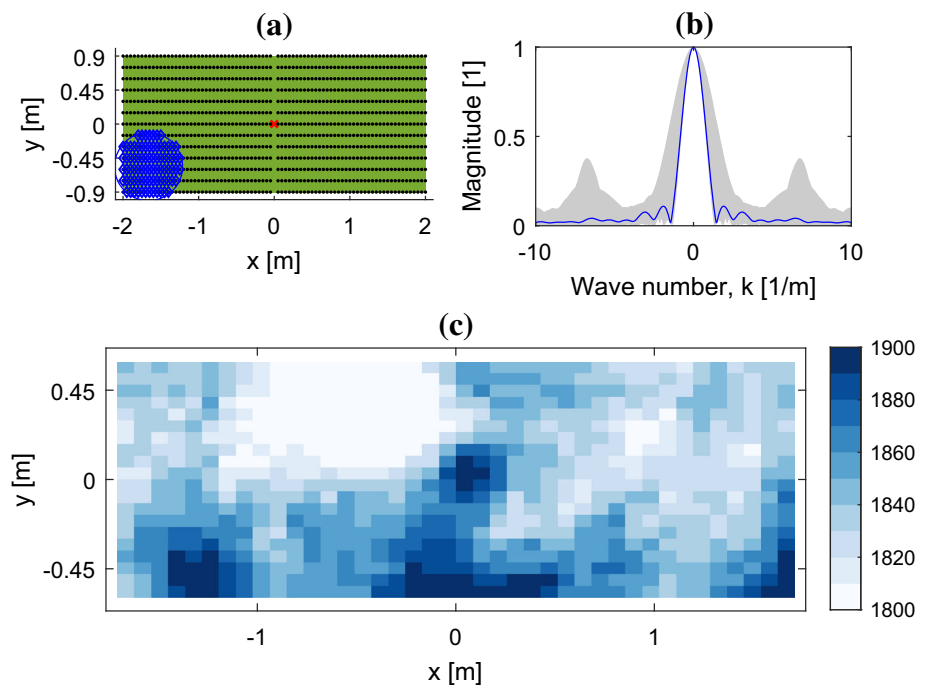 (a)
0.9
0.45
0
-0.45
-0.9
y [m]
-2 -1 0 1 2
x [m]
(b)
1
0.5
0
Magnitude [1]
-10 0 10
Wave number, k [1/m]
(c)
0.45
0
-0.45
y [m]
-1 0 1
x [m]
1900
1880
1860
1840
1820
1800